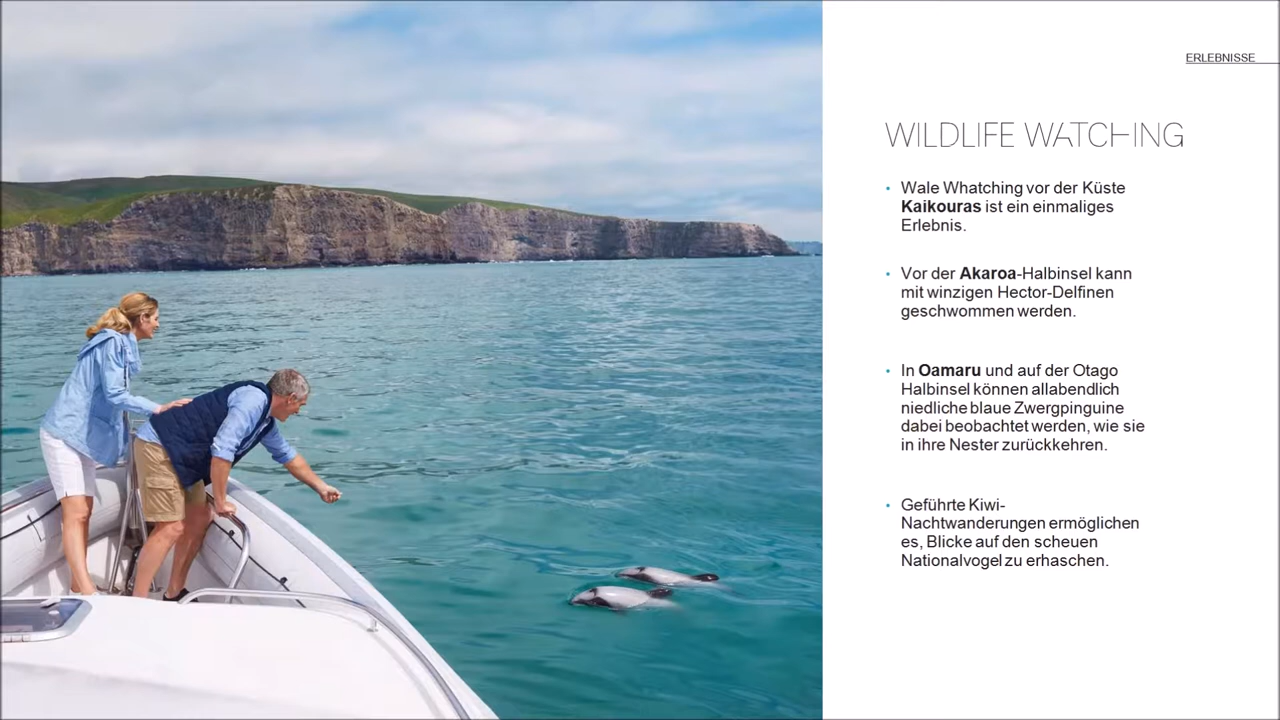 ERLEBNISSE
WILDLIFE WATCHING
• Wale Whatching vor der Küste
Kaikouras ist ein einmaliges
Erlebnis.
• Vor der Akaroa-Halbinsel kann
mit winzigen Hector-Delfinen
geschwommen werden.
• In Oamaru und auf der Otago
Halbinsel können allabendlich
niedliche blaue Zwergpinguine
dabei beobachtet werden, wie sie
in ihre Nester zurückkehren.
• Geführte Kiwi-
Nachtwanderungen ermöglichen
es, Blicke auf den scheuen
Nationalvogel zu erhaschen.